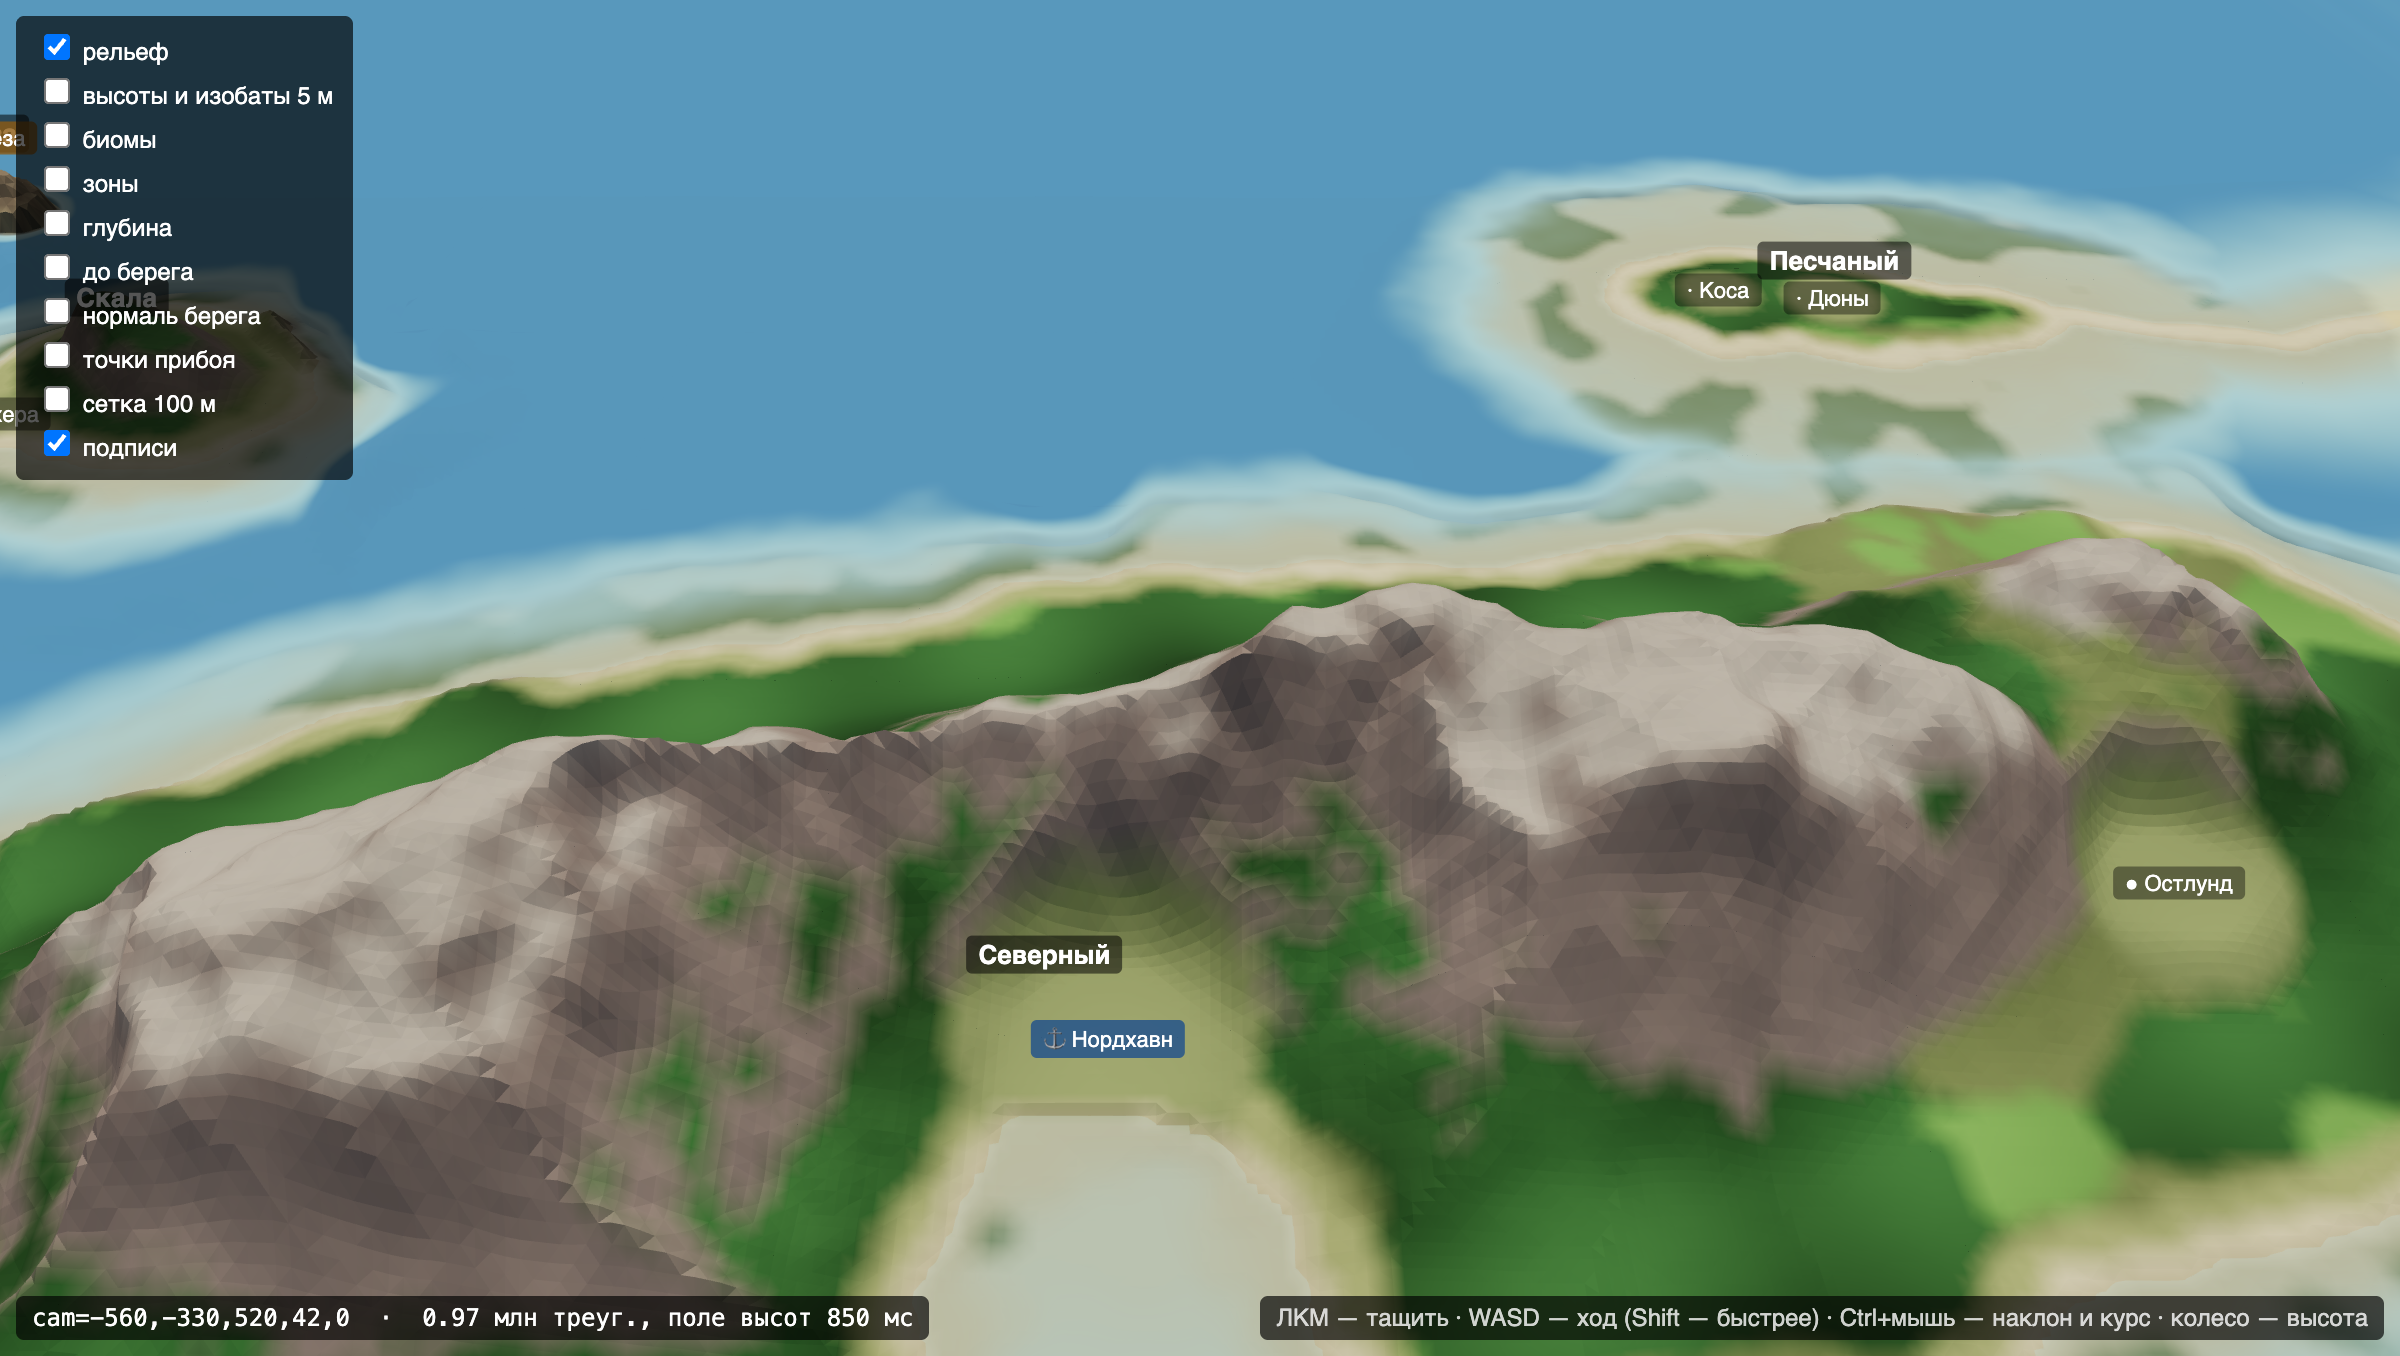 рельеф
высоты и изобаты 5 м
биомы
зоны
глубина
до берега
Скала
нормаль берега
точки прибоя
сетка 100 м
подписи
Песчаный
· Коса
· Дюны
● Остлунд
Северный
⚓ Нордхавн
cam=−560,−330,520,42,0 · 0.97 млн треуг., поле высот 850 мс
ЛКМ — тащить · WASD — ход (Shift — быстрее) · Ctrl+мышь — наклон и курс · колесо — высота